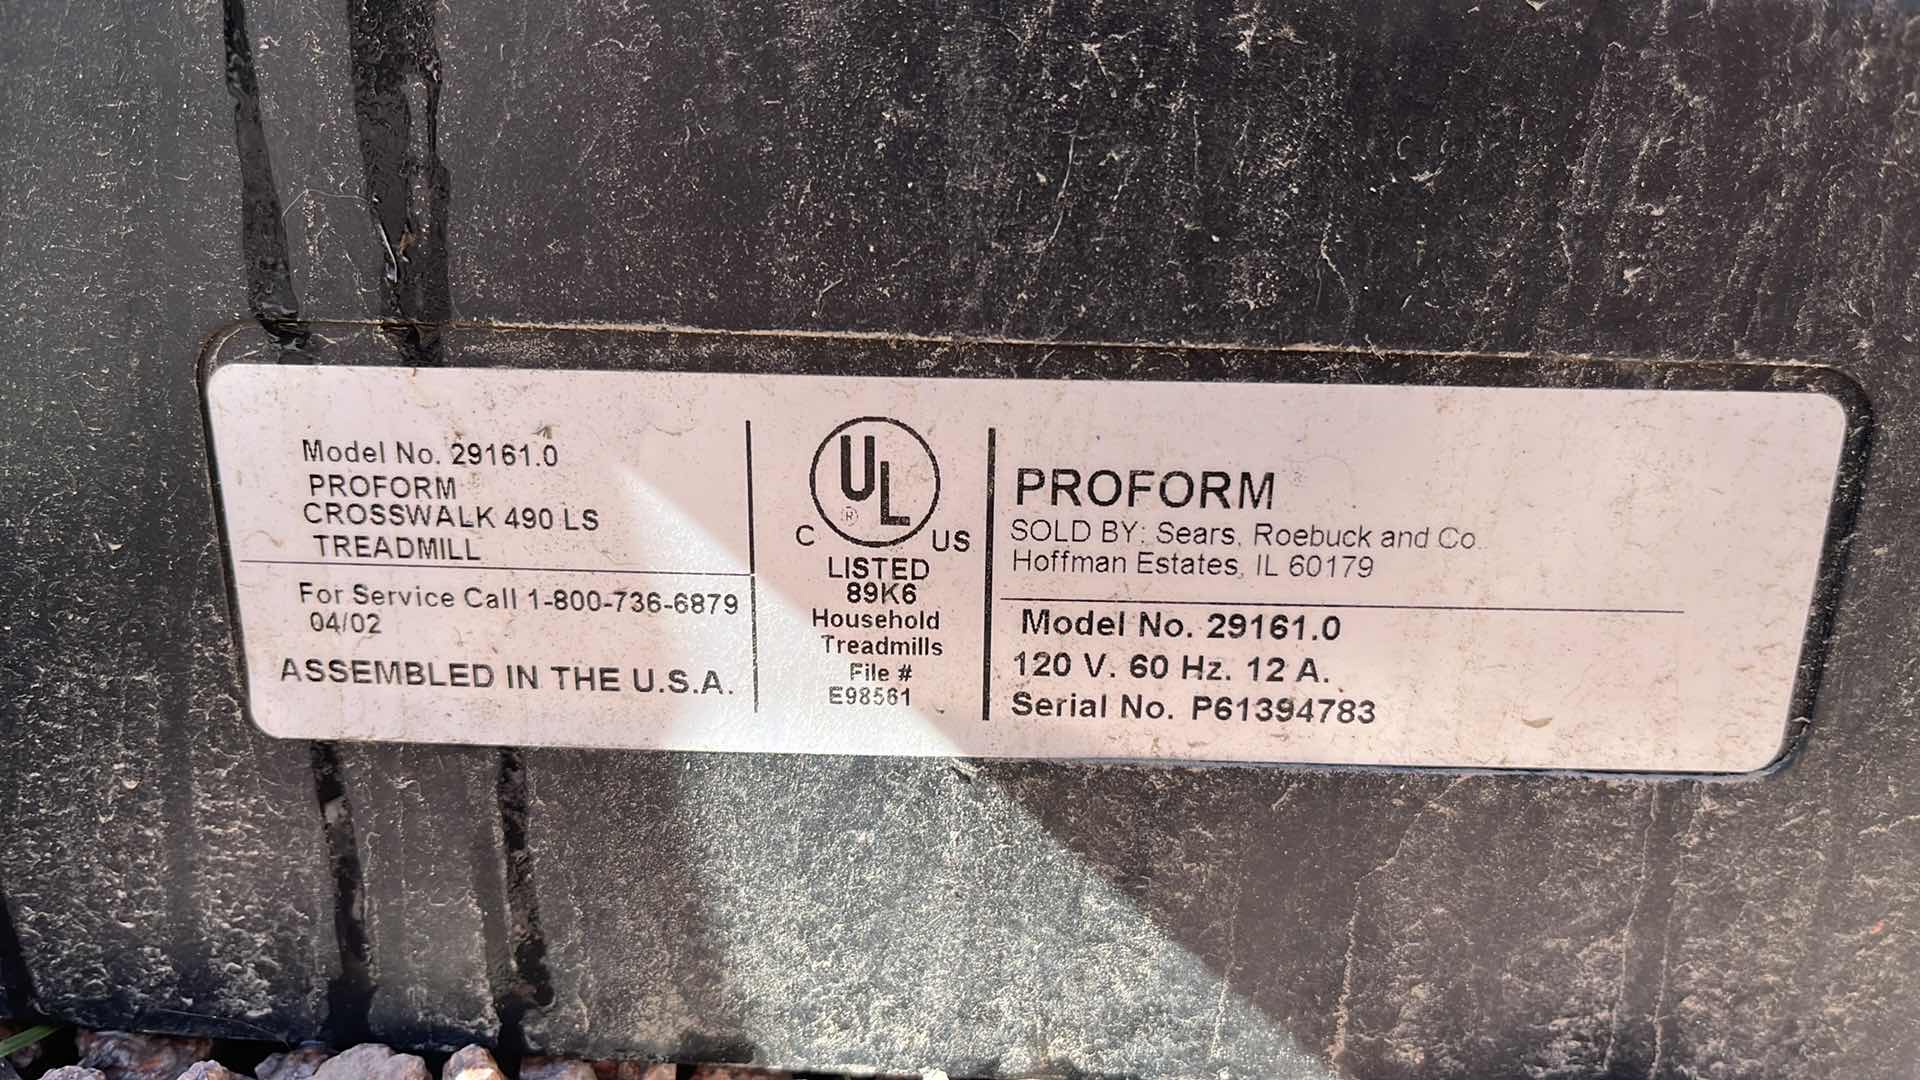 Model No. 29161.0
PROFORM
CROSSWALK 490 LS
TREADMILL
For Service Call 1-800-736-6879
04/02
ASSEMBLED IN THE U.S.A.
UL
®
C US
LISTED
89K6
Household
Treadmills
File #
E98561
PROFORM
SOLD BY: Sears, Roebuck and Co.
Hoffman Estates, IL 60179
Model No. 29161.0
120 V. 60 Hz. 12 A.
Serial No. P61394783